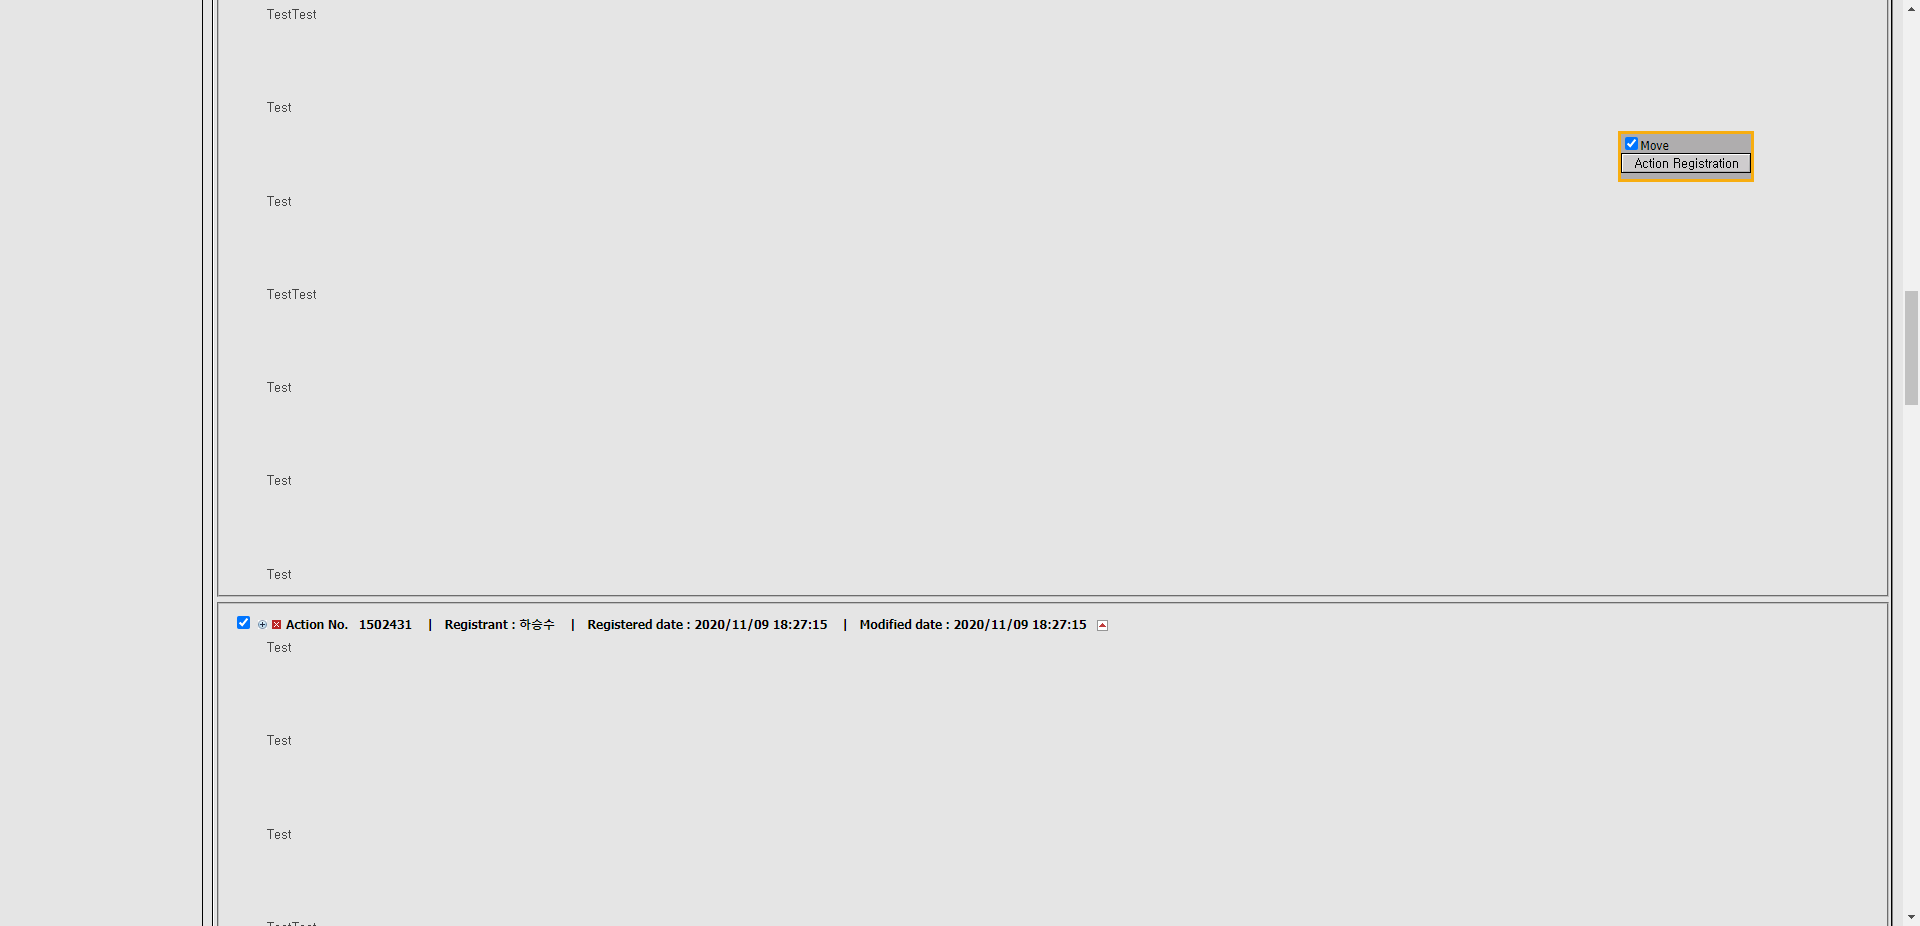 TestTest
Test
Move
Action Registration
Test
TestTest
Test
Test
Test
Action No. 1502431 | Registrant : 하승수 | Registered date : 2020/11/09 18:27:15 | Modified date : 2020/11/09 18:27:15
Test
Test
Test
TestTest